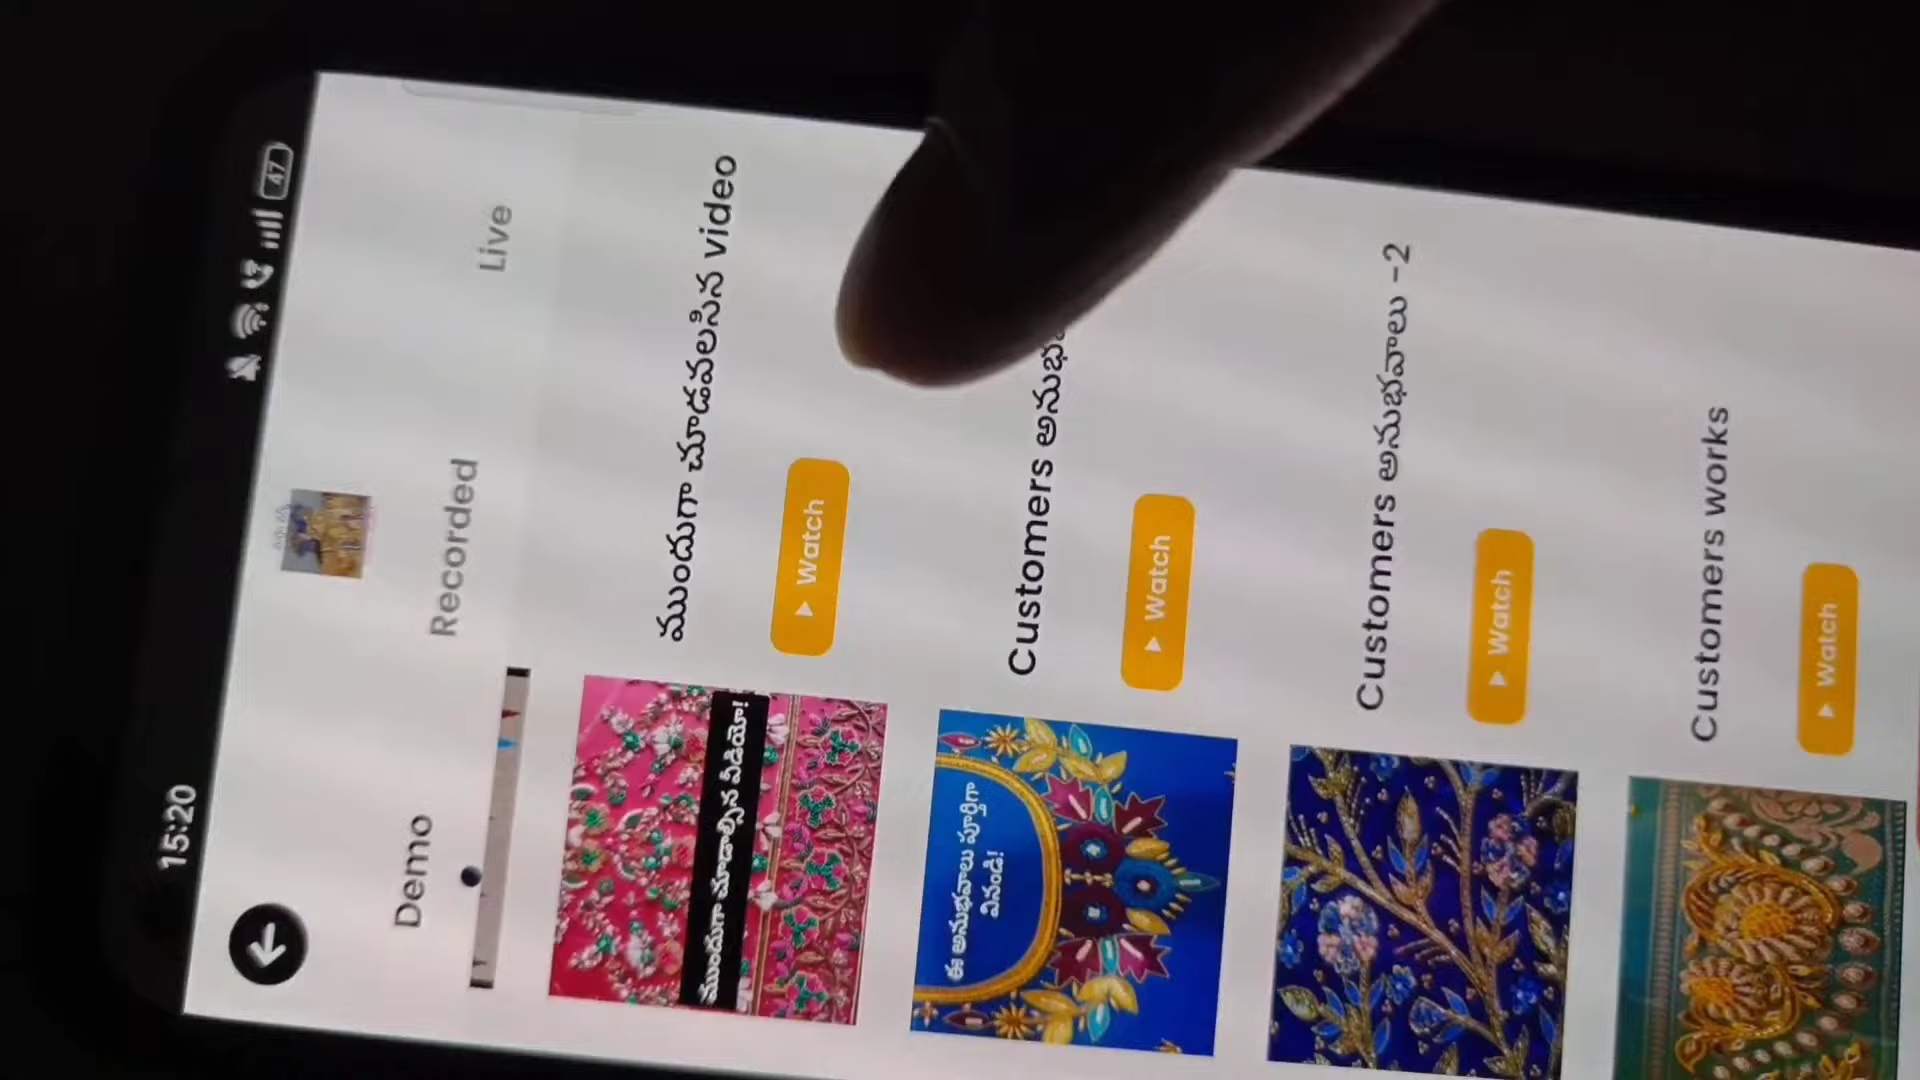 15:20
47
Demo
Recorded
Live
ముందుగా చూడవలసిన video
Watch
ముందుగా చూడాల్సిన వీడియో!
Customers
Watch
ఈ అనుభవాలు పూర్తిగా
వినండి!
Customers అనుభవాలు -2
Watch
Customers works
Watch